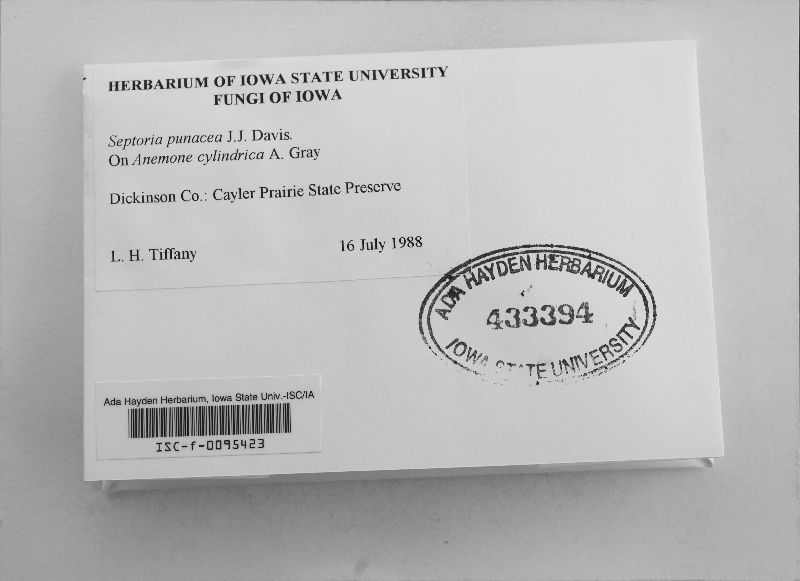 HERBARIUM OF IOWA STATE UNIVERSITY
FUNGI OF IOWA
Septoria punacea J.J. Davis.
On Anemone cylindrica A. Gray
Dickinson Co.: Cayler Prairie State Preserve
L. H. Tiffany 16 July 1988
ADA HAYDEN HERBARIUM
433394
IOWA STATE UNIVERSITY
Ada Hayden Herbarium, Iowa State Univ.-ISC/IA
ISC-f-0095423